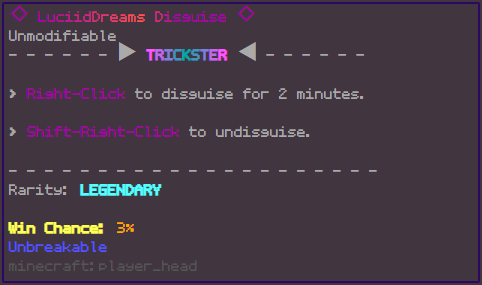 ◇ LuciidDreams Disguise ◇
Unmodifiable
- - - - - - ▶ TRICKSTER ◀ - - - - - -
> Right-Click to disguise for 2 minutes.
> Shift-Right-Click to undisguise.
- - - - - - - - - - - - - - - - - - - - -
Rarity: LEGENDARY
Win Chance: 3%
Unbreakable
minecraft:player_head